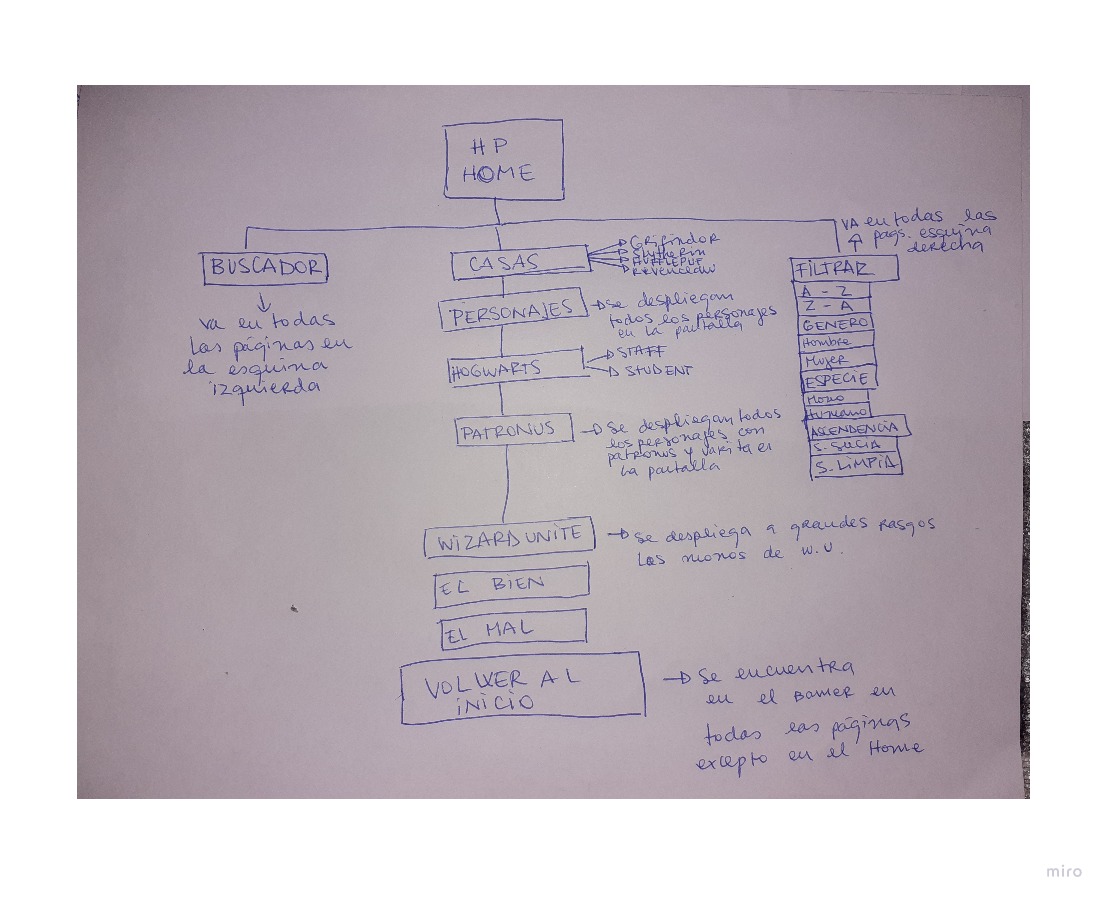 HP
HOME
BUSCADOR
va en todas
las páginas en
la esquina
izquierda
CASAS
Grifindor
Slytherin
Hufflepuf
Revenclaw
PERSONAJES
se despliegan
todos los personajes
en la pantalla
HOGWARTS
STAFF
STUDENT
PATRONUS
Se despliegan todos
los personajes con
patronus y varita en
la pantalla
WIZARD UNITE
se despliega a grandes rasgos
los monos de W.U.
EL BIEN
EL MAL
VOLVER AL
INICIO
Se encuentra
en el banner en
todas las páginas
excepto en el Home
VA en todas las
pags. esquina
derecha
FILTRAR
A - Z
Z - A
GENERO
Hombre
Mujer
ESPECIE
Mono
Humano
ASCENDENCIA
S. SUCIA
S. LIMPIA
miro